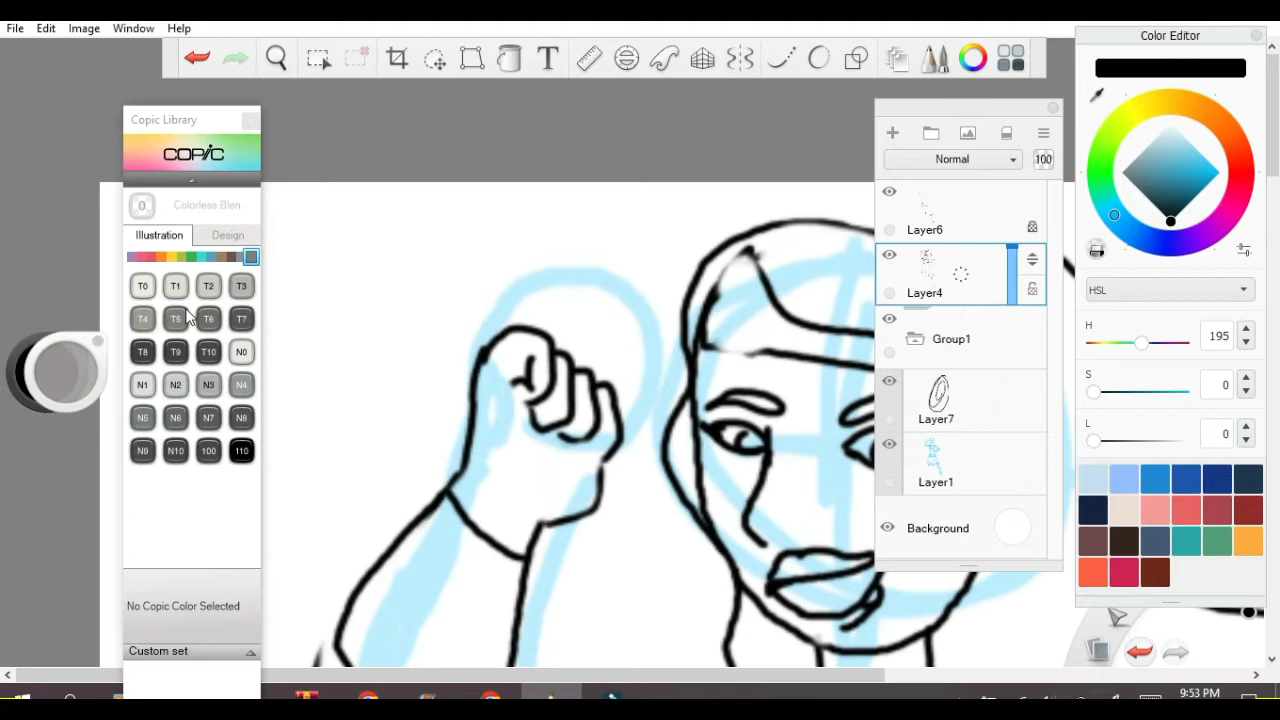 File Edit Image Window Help
T
Color Editor
Copic Library
COPIC
0 Colorless Blen
Illustration Design
T0 T1 T2 T3
T4 T5 T6 T7
T8 T9 T10 N0
N1 N2 N3 N4
N5 N6 N7 N8
N9 N10 100 110
No Copic Color Selected
Custom set
Normal 100
Layer6
Layer4
Group1
Layer7
Layer1
Background
HSL
H 195
S 0
L 0
9:53 PM